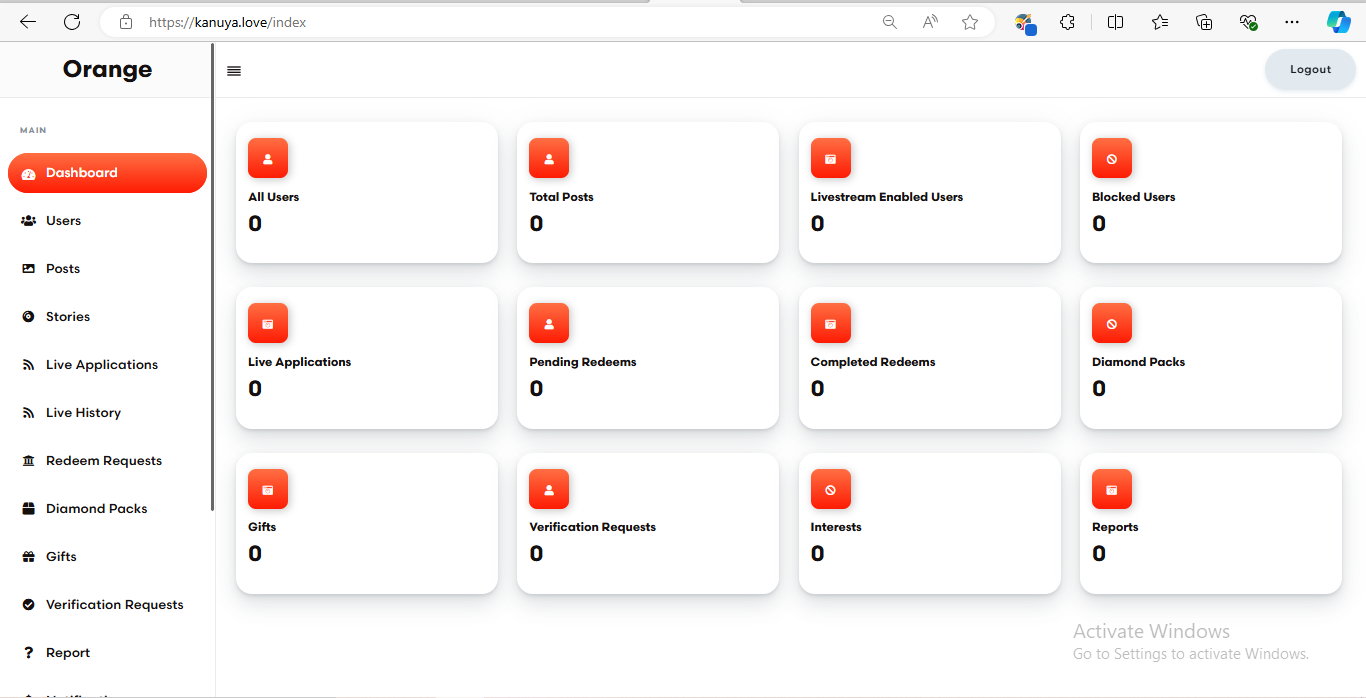 https://kanuya.love/index
Orange
Logout
MAIN
Dashboard
Users
Posts
Stories
Live Applications
Live History
Redeem Requests
Diamond Packs
Gifts
Verification Requests
Report
All Users
0
Total Posts
0
Livestream Enabled Users
0
Blocked Users
0
Live Applications
0
Pending Redeems
0
Completed Redeems
0
Diamond Packs
0
Gifts
0
Verification Requests
0
Interests
0
Reports
0
Activate Windows
Go to Settings to activate Windows.